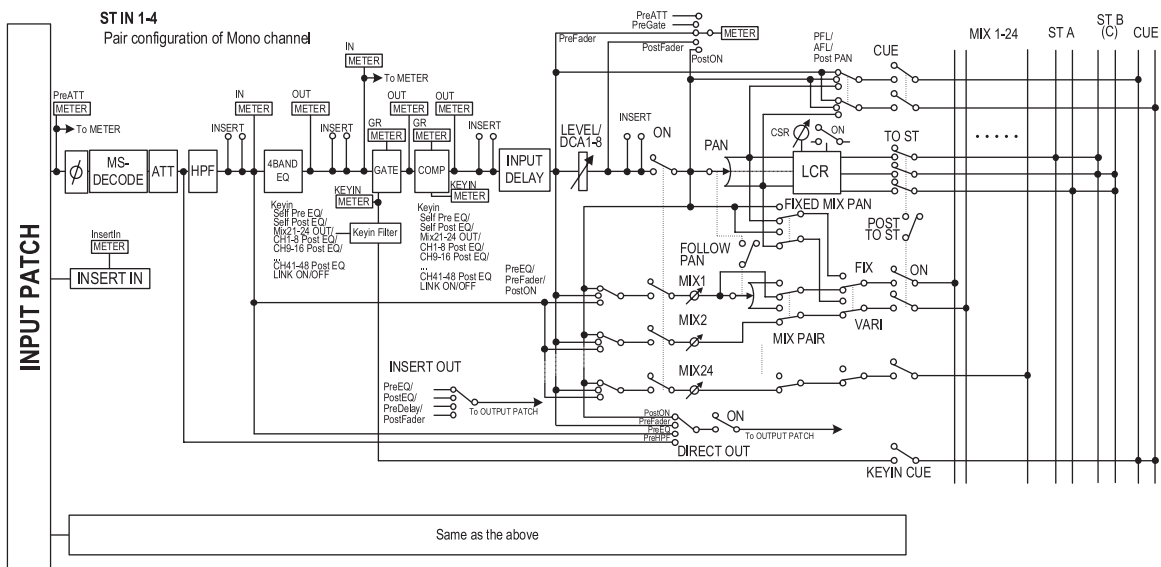 ST IN 1-4
Pair configuration of Mono channel
INPUT PATCH
PreATT
METER
To METER
ϕ
MS-
DECODE
ATT
HPF
IN
METER
INSERT
4BAND
EQ
OUT
METER
INSERT
IN
METER
To METER
GR
METER
GATE
OUT
METER
GR
METER
COMP
OUT
METER
INSERT
INPUT
DELAY
KEYIN
METER
Keyin Filter
KEYIN
METER
Keyin
Self Pre EQ/
Self Post EQ/
Mix21-24 OUT/
CH1-8 Post EQ/
CH9-16 Post EQ/
...
CH41-48 Post EQ
LINK ON/OFF
Keyin
Self Pre EQ/
Self Post EQ/
Mix21-24 OUT/
CH1-8 Post EQ/
CH9-16 Post EQ/
...
CH41-48 Post EQ
LINK ON/OFF
InsertIn
METER
INSERT IN
PreATT
PreGate
PreFader
METER
PostFader
PostON
LEVEL/
DCA1-8
INSERT
ON
PAN
PFL/
AFL/
Post PAN
CUE
CSR
ON
LCR
TO ST
FIXED MIX PAN
FOLLOW
PAN
POST
TO ST
PreEQ/
PreFader/
PostON
MIX1
MIX2
MIX24
MIX PAIR
FIX
VARI
ON
INSERT OUT
PreEQ/
PostEQ/
PreDelay/
PostFader
To OUTPUT PATCH
PostON
PreFader
PreEQ
PreHPF
ON
To OUTPUT PATCH
DIRECT OUT
KEYIN CUE
MIX 1-24
ST A
ST B
(C)
CUE
.....
Same as the above